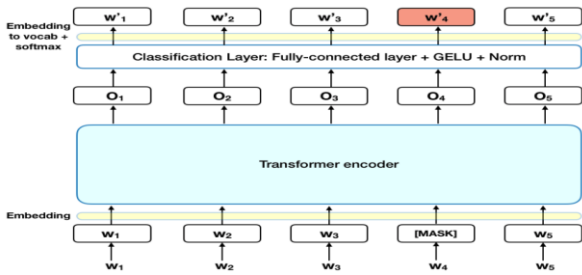 w'₁ w'₂ w'₃ w'₄ w'₅
Embedding
to vocab +
softmax
Classification Layer: Fully-connected layer + GELU + Norm
O₁ O₂ O₃ O₄ O₅
Transformer encoder
Embedding
w₁ w₂ w₃ [MASK] w₅
w₁ w₂ w₃ w₄ w₅